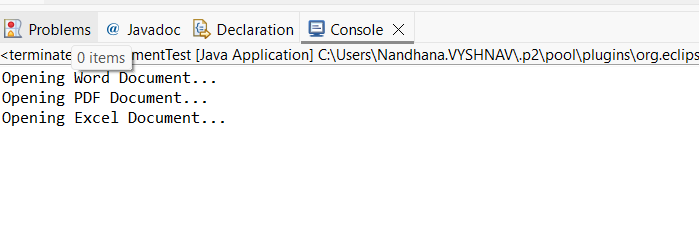 Problems @ Javadoc Declaration Console
<terminate mentTest [Java Application] C:\Users\Nandhana.VYSHNAV\.p2\pool\plugins\org.eclips
0 items
Opening Word Document...
Opening PDF Document...
Opening Excel Document...